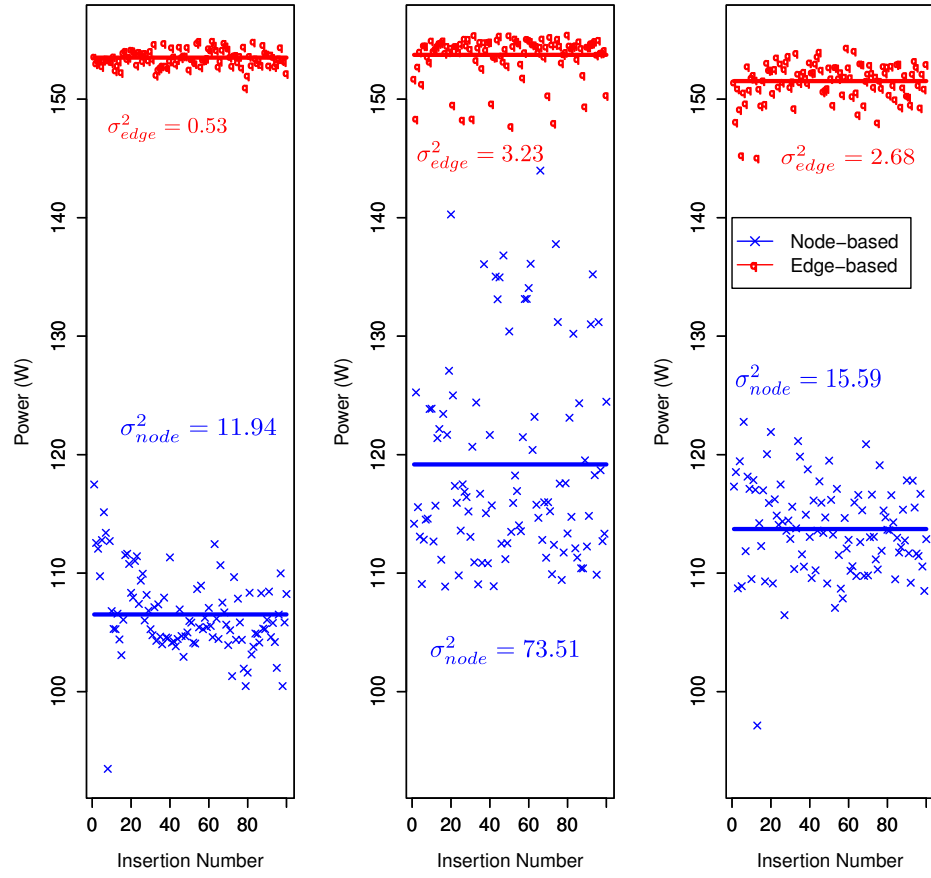 σ²edge = 0.53
σ²node = 11.94
Power (W)
100 110 120 130 140 150
0 20 40 60 80
Insertion Number
σ²edge = 3.23
σ²node = 73.51
Power (W)
100 110 120 130 140 150
0 20 40 60 80
Insertion Number
σ²edge = 2.68
Node-based
Edge-based
σ²node = 15.59
Power (W)
100 110 120 130 140 150
0 20 40 60 80
Insertion Number